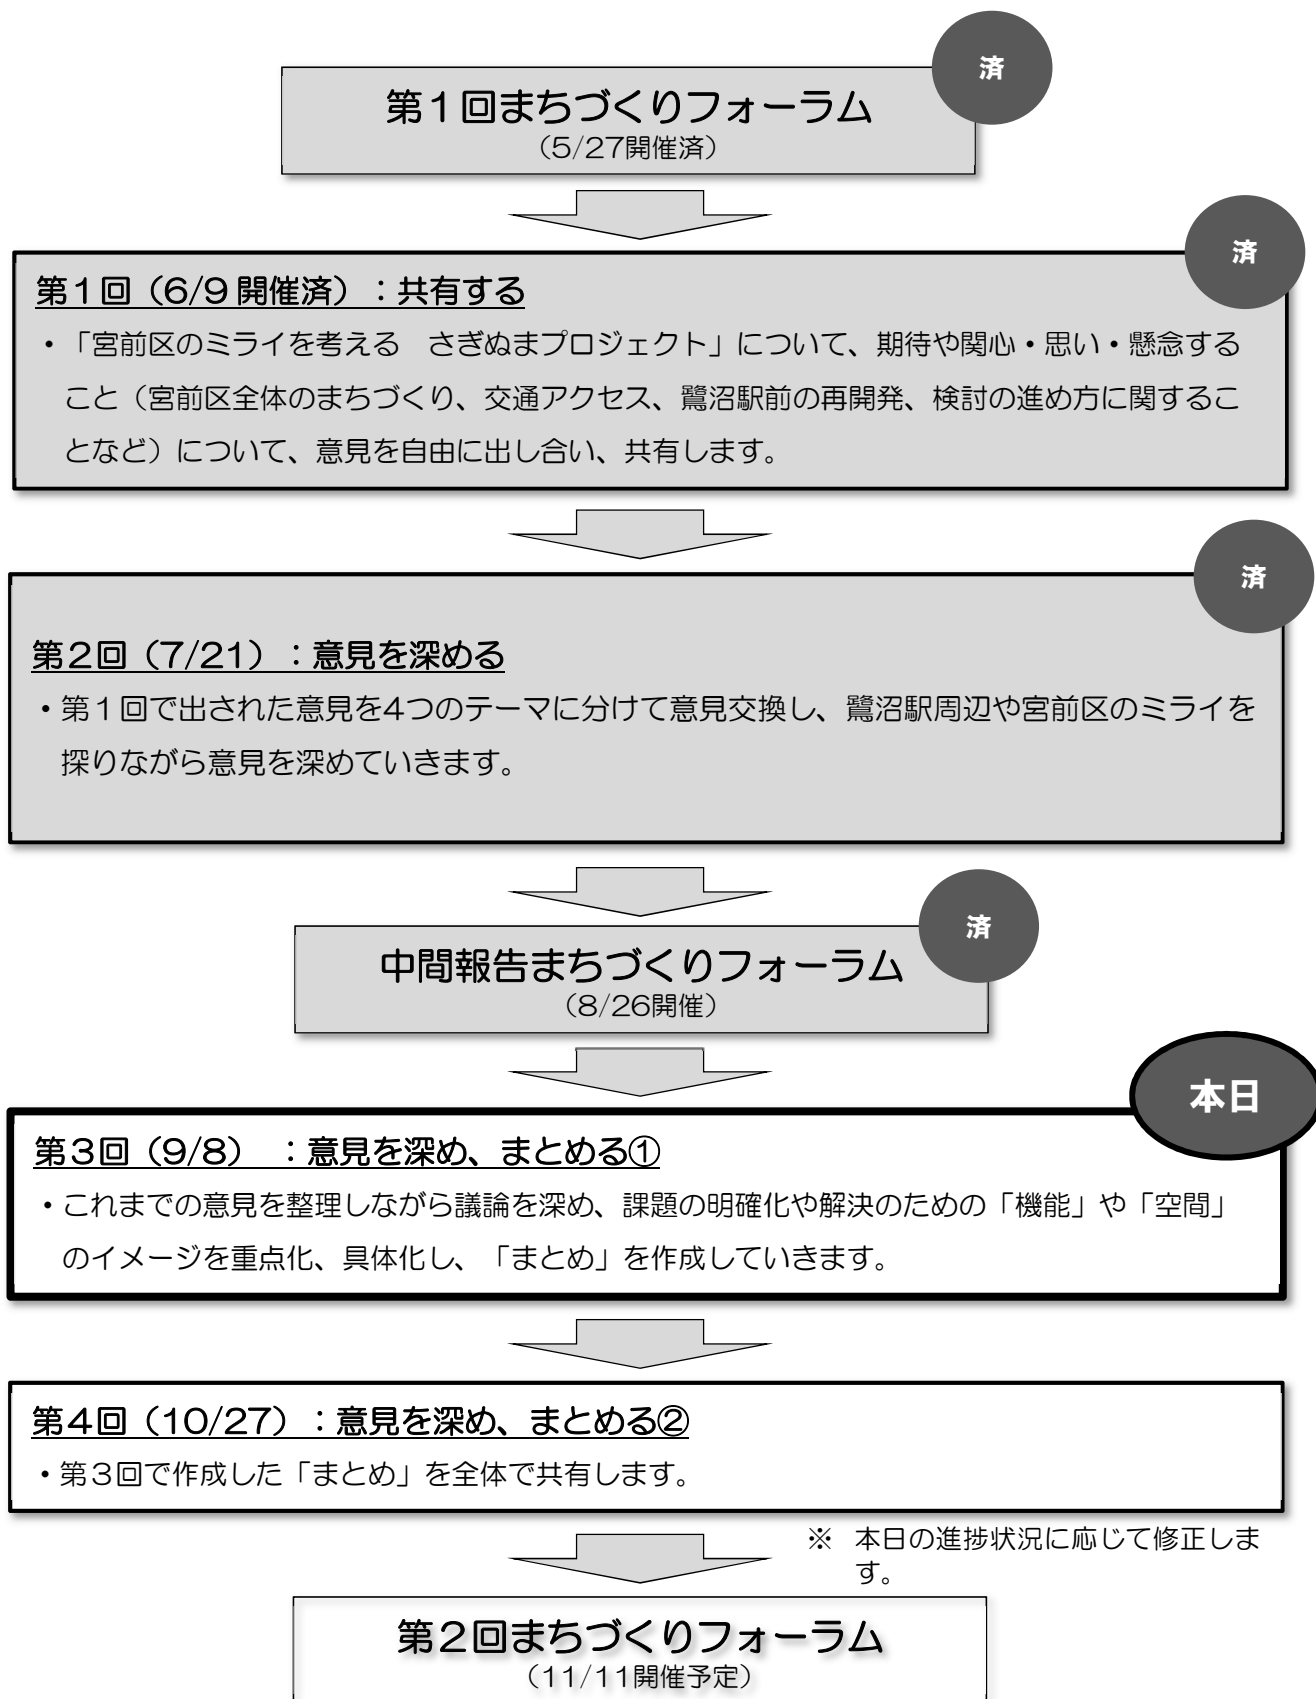 済
第１回まちづくりフォーラム
（5/27開催済）
済
第１回（6/9 開催済）：共有する
・「宮前区のミライを考える　さぎぬまプロジェクト」について、期待や関心・思い・懸念する
こと（宮前区全体のまちづくり、交通アクセス、鷺沼駅前の再開発、検討の進め方に関するこ
となど）について、意見を自由に出し合い、共有します。
済
第２回（7/21）：意見を深める
・第１回で出された意見を4つのテーマに分けて意見交換し、鷺沼駅周辺や宮前区のミライを
探りながら意見を深めていきます。
済
中間報告まちづくりフォーラム
（8/26開催）
本日
第３回（9/8）　：意見を深め、まとめる①
・これまでの意見を整理しながら議論を深め、課題の明確化や解決のための「機能」や「空間」
のイメージを重点化、具体化し、「まとめ」を作成していきます。
第４回（10/27）：意見を深め、まとめる②
・第３回で作成した「まとめ」を全体で共有します。
※　本日の進捗状況に応じて修正しま
す。
第２回まちづくりフォーラム
（11/11開催予定）